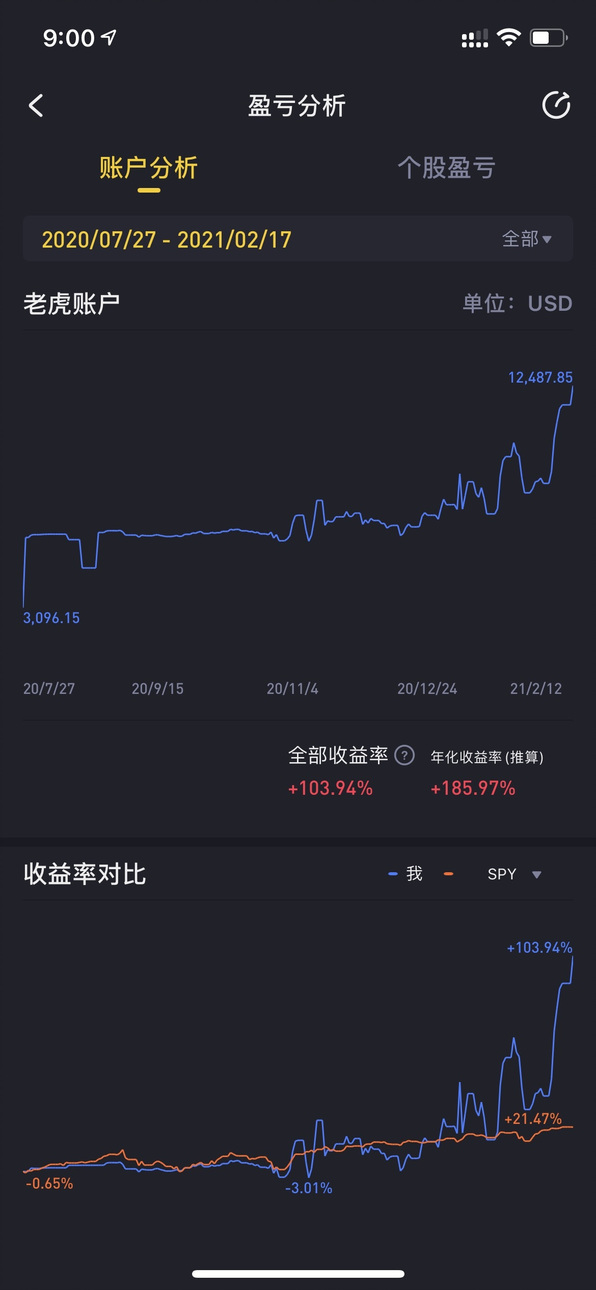 9:00
盈亏分析
账户分析 个股盈亏
2020/07/27 - 2021/02/17 全部
老虎账户 单位：USD
12,487.85
3,096.15
20/7/27 20/9/15 20/11/4 20/12/24 21/2/12
全部收益率 ? 年化收益率(推算)
+103.94% +185.97%
收益率对比 我 SPY
+103.94%
+21.47%
-0.65%
-3.01%